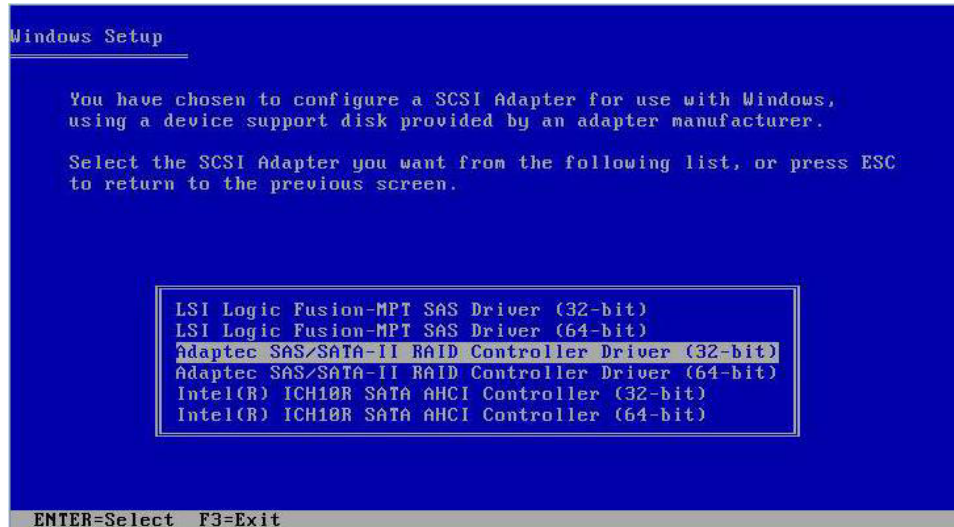 Windows Setup
You have chosen to configure a SCSI Adapter for use with Windows,
using a device support disk provided by an adapter manufacturer.
Select the SCSI Adapter you want from the following list, or press ESC
to return to the previous screen.
LSI Logic Fusion-MPT SAS Driver (32-bit)
LSI Logic Fusion-MPT SAS Driver (64-bit)
Adaptec SAS/SATA-II RAID Controller Driver (32-bit)
Adaptec SAS/SATA-II RAID Controller Driver (64-bit)
Intel(R) ICH10R SATA AHCI Controller (32-bit)
Intel(R) ICH10R SATA AHCI Controller (64-bit)
ENTER=Select F3=Exit